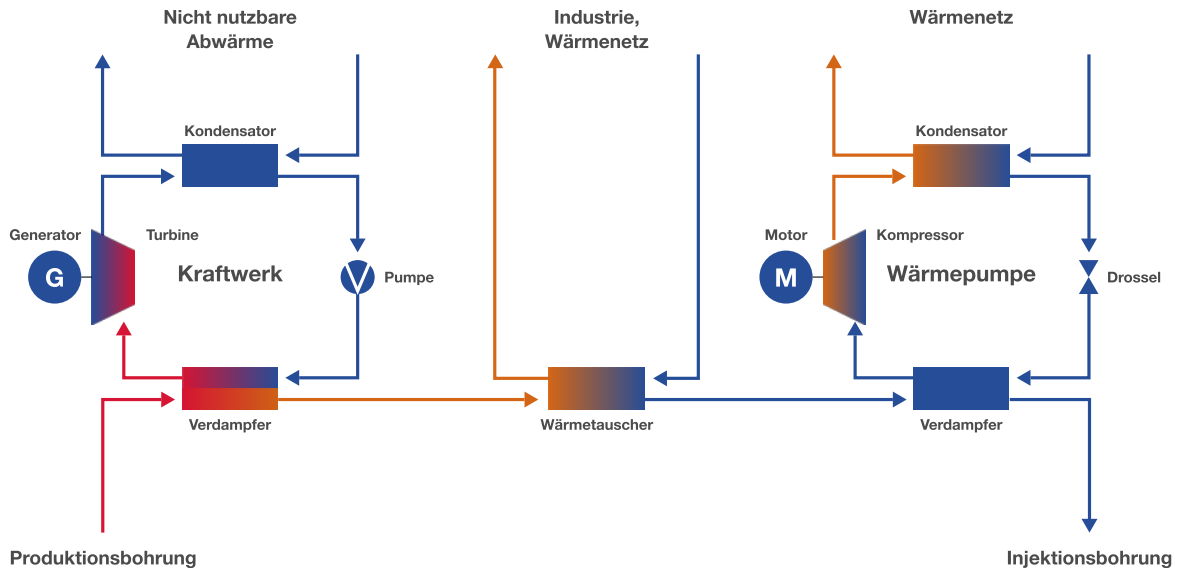 Nicht nutzbare
Abwärme
Industrie,
Wärmenetz
Wärmenetz
Kondensator
Kondensator
Generator
Turbine
Motor
Kompressor
G
Kraftwerk
Pumpe
M
Wärmepumpe
Drossel
Verdampfer
Wärmetauscher
Verdampfer
Produktionsbohrung
Injektionsbohrung